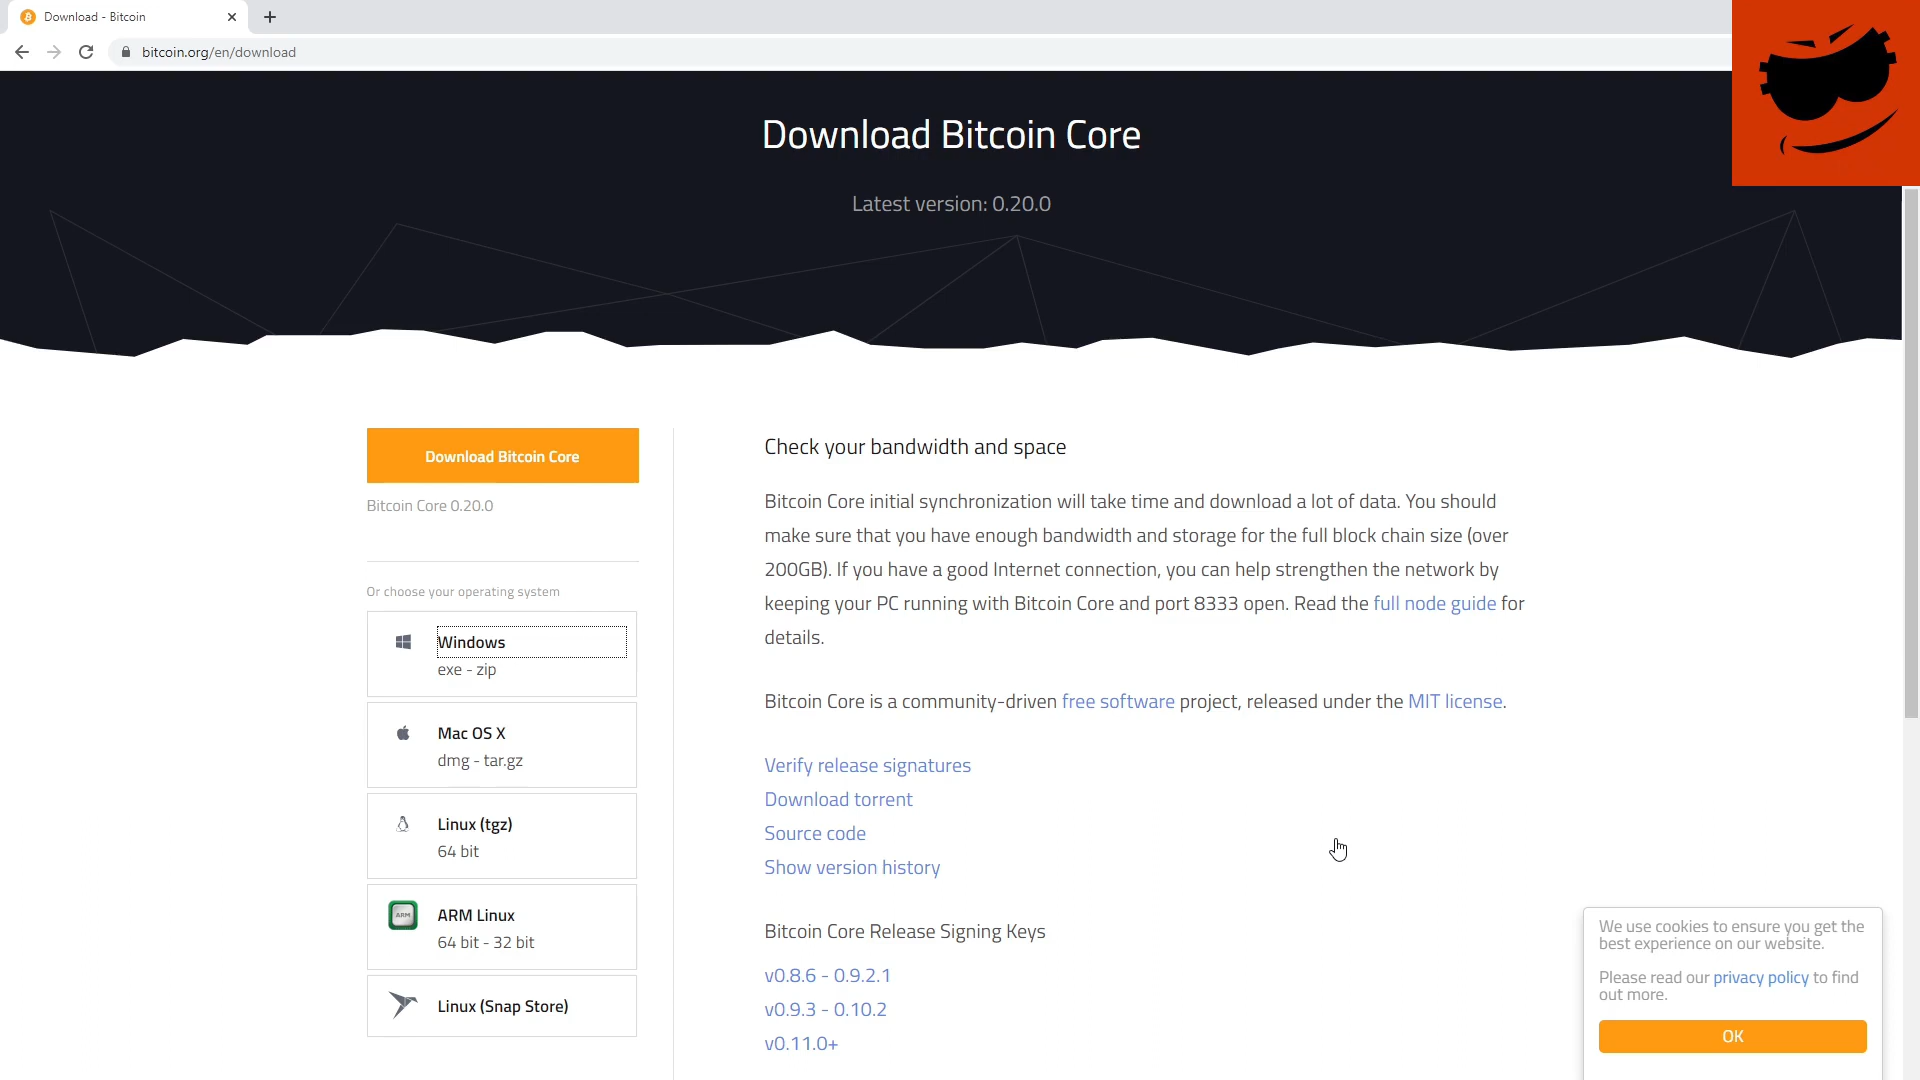 Download - Bitcoin
bitcoin.org/en/download
Download Bitcoin Core
Latest version: 0.20.0
Download Bitcoin Core
Bitcoin Core 0.20.0
Or choose your operating system
Windows
exe - zip
Mac OS X
dmg - tar.gz
Linux (tgz)
64 bit
ARM
ARM Linux
64 bit - 32 bit
Linux (Snap Store)
Check your bandwidth and space
Bitcoin Core initial synchronization will take time and download a lot of data. You should
make sure that you have enough bandwidth and storage for the full block chain size (over
200GB). If you have a good Internet connection, you can help strengthen the network by
keeping your PC running with Bitcoin Core and port 8333 open. Read the full node guide for
details.
Bitcoin Core is a community-driven free software project, released under the MIT license.
Verify release signatures
Download torrent
Source code
Show version history
Bitcoin Core Release Signing Keys
v0.8.6 - 0.9.2.1
v0.9.3 - 0.10.2
v0.11.0+
We use cookies to ensure you get the
best experience on our website.
Please read our privacy policy to find
out more.
OK